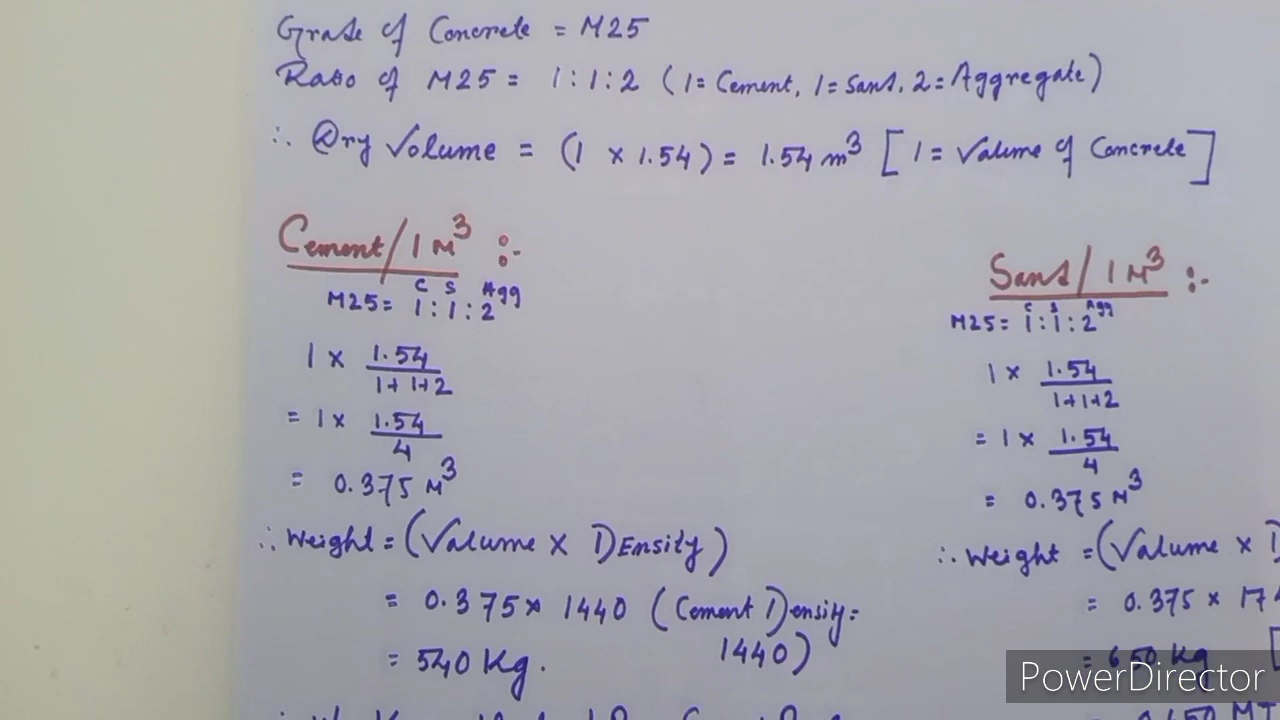 Grade of Concrete = M25
Ratio of M25 = 1:1:2 (1= Cement, 1= Sand, 2= Aggregate)
∴ Dry Volume = (1 × 1.54) = 1.54 m³ [1 = Volume of Concrete]
Cement/1 M³ :-
C S Agg
M25= 1:1:2
1 × 1.54/1+1+2
= 1 × 1.54/4
= 0.375 M³
∴ Weight = (Volume × Density)
= 0.375 × 1440 (Cement Density= 1440)
= 540 Kg.
Sand/1 M³ :-
C S Agg
M25= 1:1:2
1 × 1.54/1+1+2
= 1 × 1.54/4
= 0.375 M³
∴ Weight = (Volume × D
= 0.375 × 17
= 650 Kg [
MT
PowerDirector